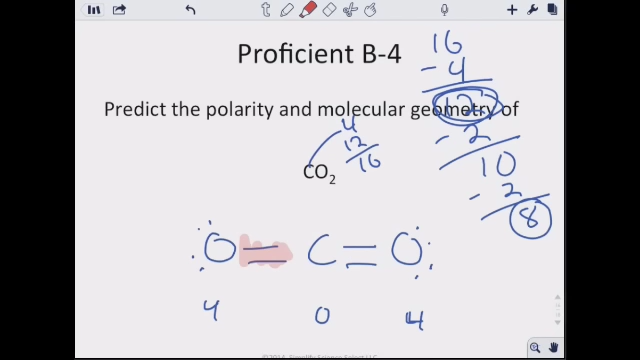 Proficient B-4
Predict the polarity and molecular geometry of
CO2
4
12
16
16
- 4
12
- 2
10
- 2
8
O = C = O
4 0 4